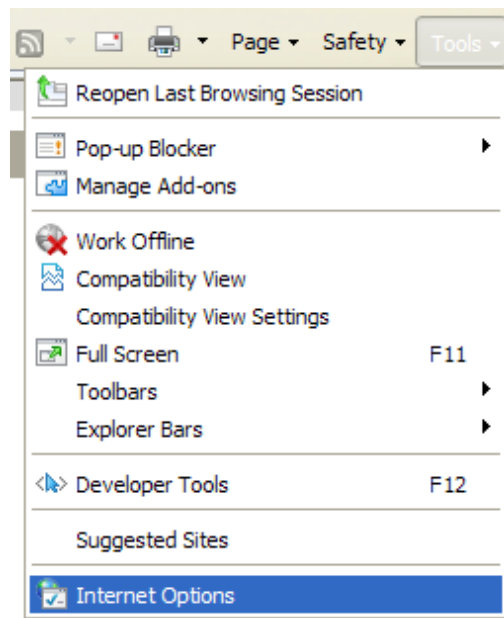 Page Safety Tools
Reopen Last Browsing Session
Pop-up Blocker
Manage Add-ons
Work Offline
Compatibility View
Compatibility View Settings
Full Screen F11
Toolbars
Explorer Bars
Developer Tools F12
Suggested Sites
Internet Options